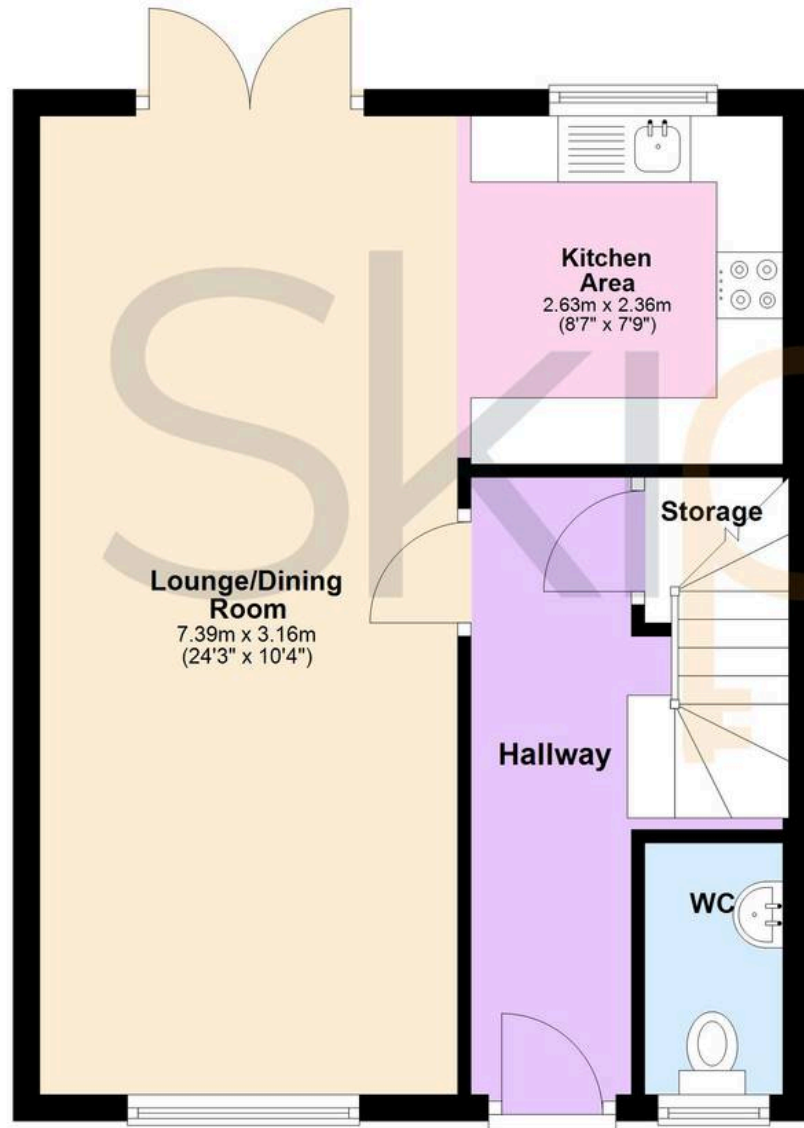 Kitchen
Area
2.63m x 2.36m
(8'7" x 7'9")
Storage
Lounge/Dining
Room
7.39m x 3.16m
(24'3" x 10'4")
Hallway
WC
Skip